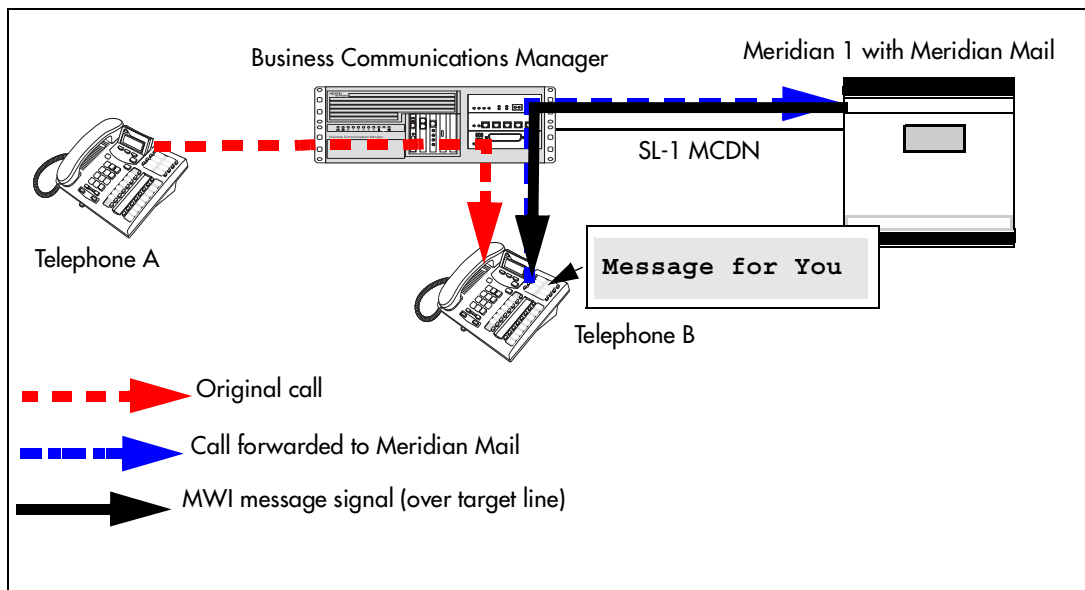 Business Communications Manager
Meridian 1 with Meridian Mail
SL-1 MCDN
Telephone A
Message for You
Telephone B
Original call
Call forwarded to Meridian Mail
MWI message signal (over target line)